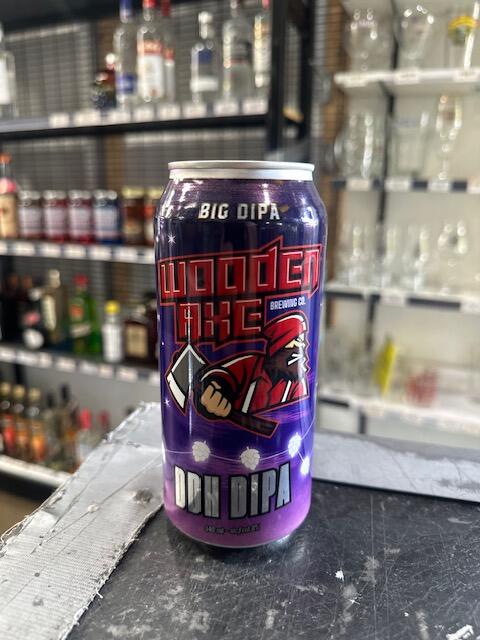 BIG DIPA
WOODEN
AXE
BREWING CO.
DDH DIPA